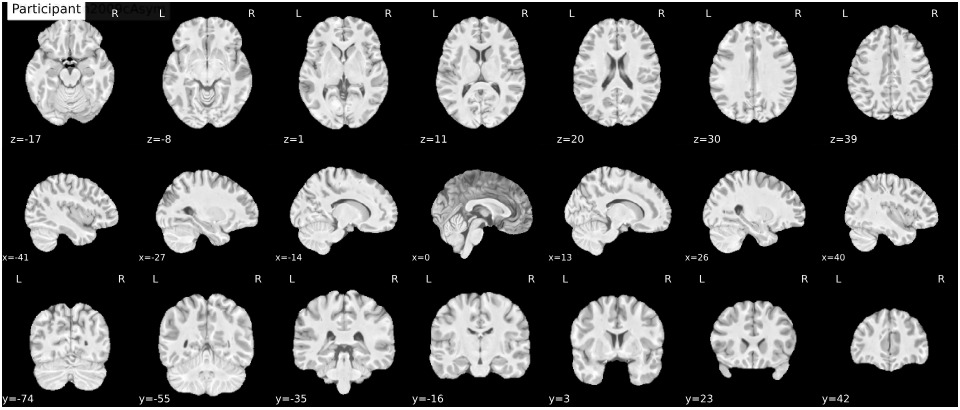 Participant
L R L R L R L R L R L R R
z=-17 z=-8 z=1 z=11 z=20 z=30 z=39
x=-41 x=-27 x=-14 x=0 x=13 x=26 x=40
L R L R L R L R L R L R L R
y=-74 y=-55 y=-35 y=-16 y=3 y=23 y=42